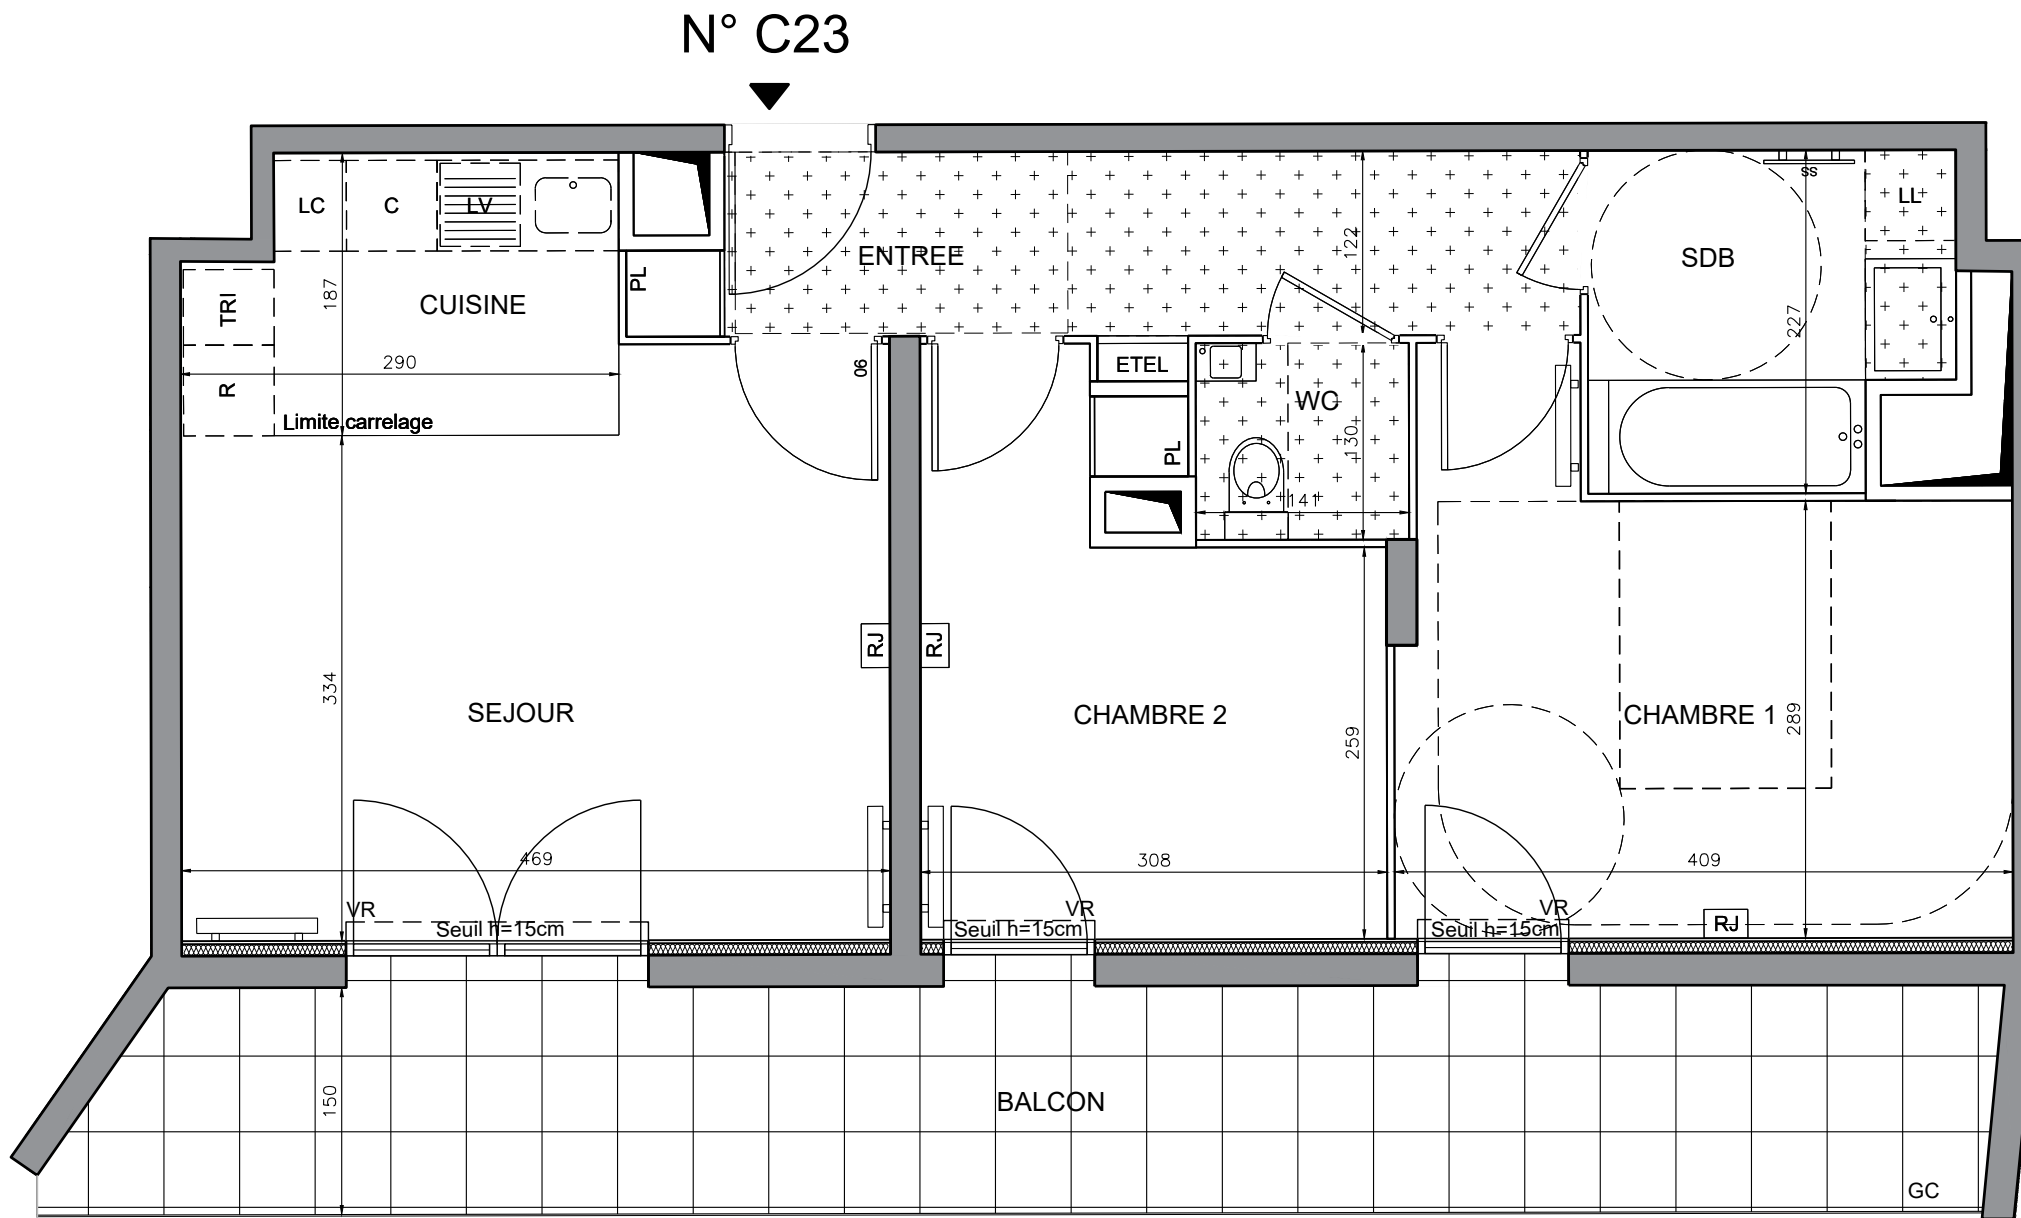 N° C23
LC
C
LV
SS
LL
PL
ENTREE
122
SDB
TRI
187
CUISINE
227
290
90
ETEL
R
WC
Limite carrelage
130
PL
141
RJ
RJ
334
SEJOUR
CHAMBRE 2
259
CHAMBRE 1
289
469
308
409
VR
VR
VR
Seuil h=15cm
Seuil h=15cm
Seuil h=15cm
RJ
150
BALCON
GC